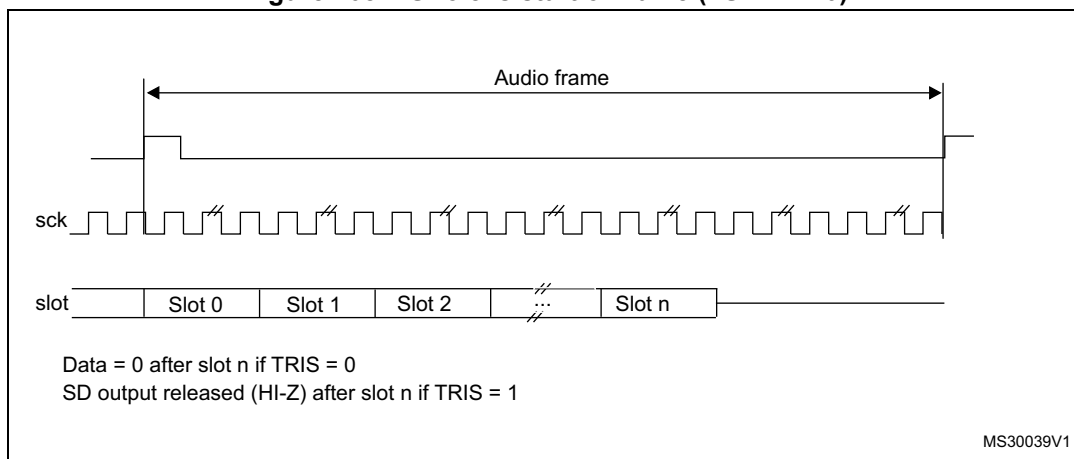 Audio frame
sck
slot
Slot 0
Slot 1
Slot 2
...
Slot n
Data = 0 after slot n if TRIS = 0
SD output released (HI-Z) after slot n if TRIS = 1
MS30039V1